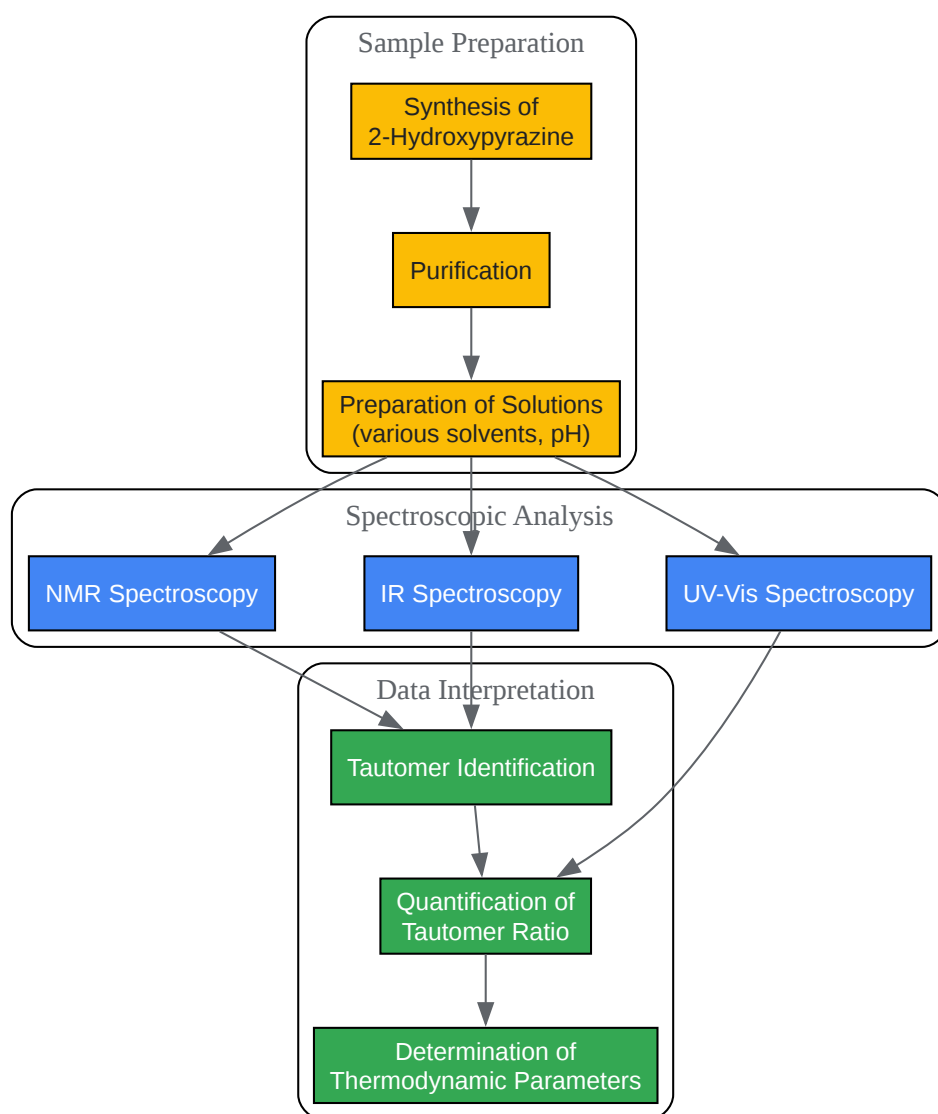 Sample Preparation
Synthesis of
2-Hydroxypyrazine
Purification
Preparation of Solutions
(various solvents, pH)
Spectroscopic Analysis
NMR Spectroscopy
IR Spectroscopy
UV-Vis Spectroscopy
Data Interpretation
Tautomer Identification
Quantification of
Tautomer Ratio
Determination of
Thermodynamic Parameters